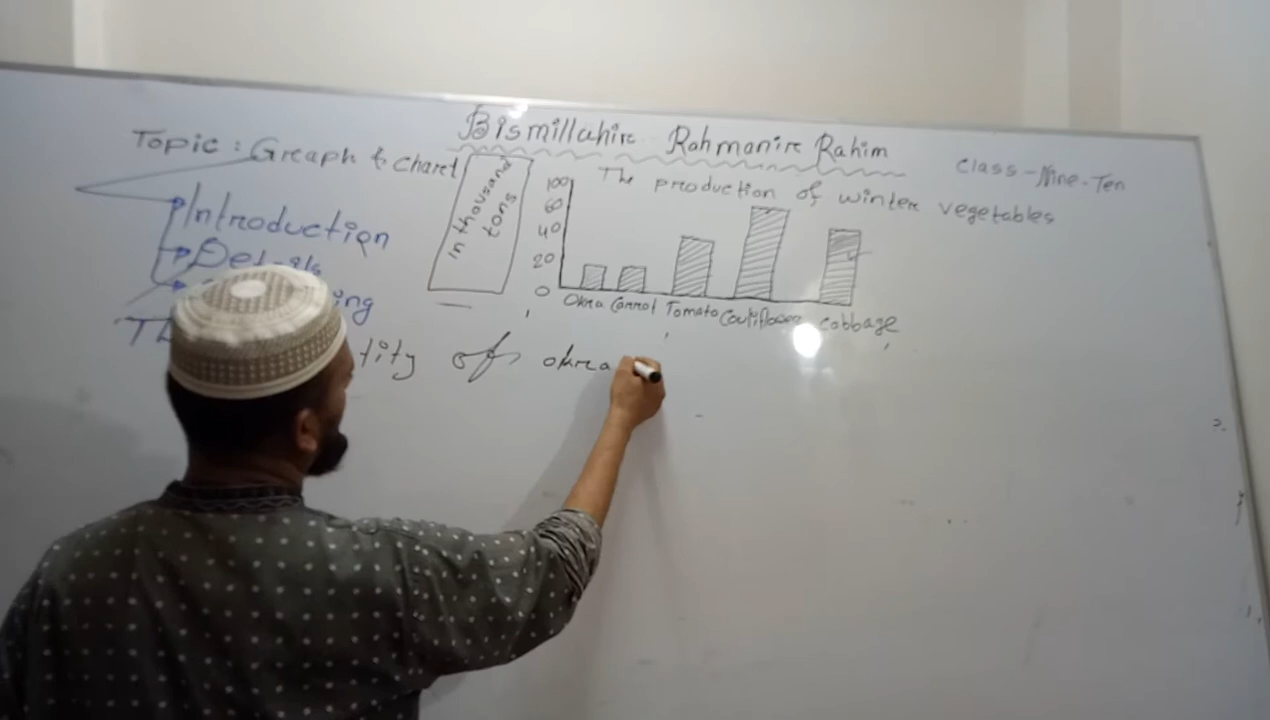 Bismillahir Rahmanir Rahim
Topic: Graph & chart
Class-Nine-Ten
Introduction
in thousand
tons
The production of winter vegetables
100
60
40
20
0
Okra Carrot Tomato Cauliflower Cabbage
of okra